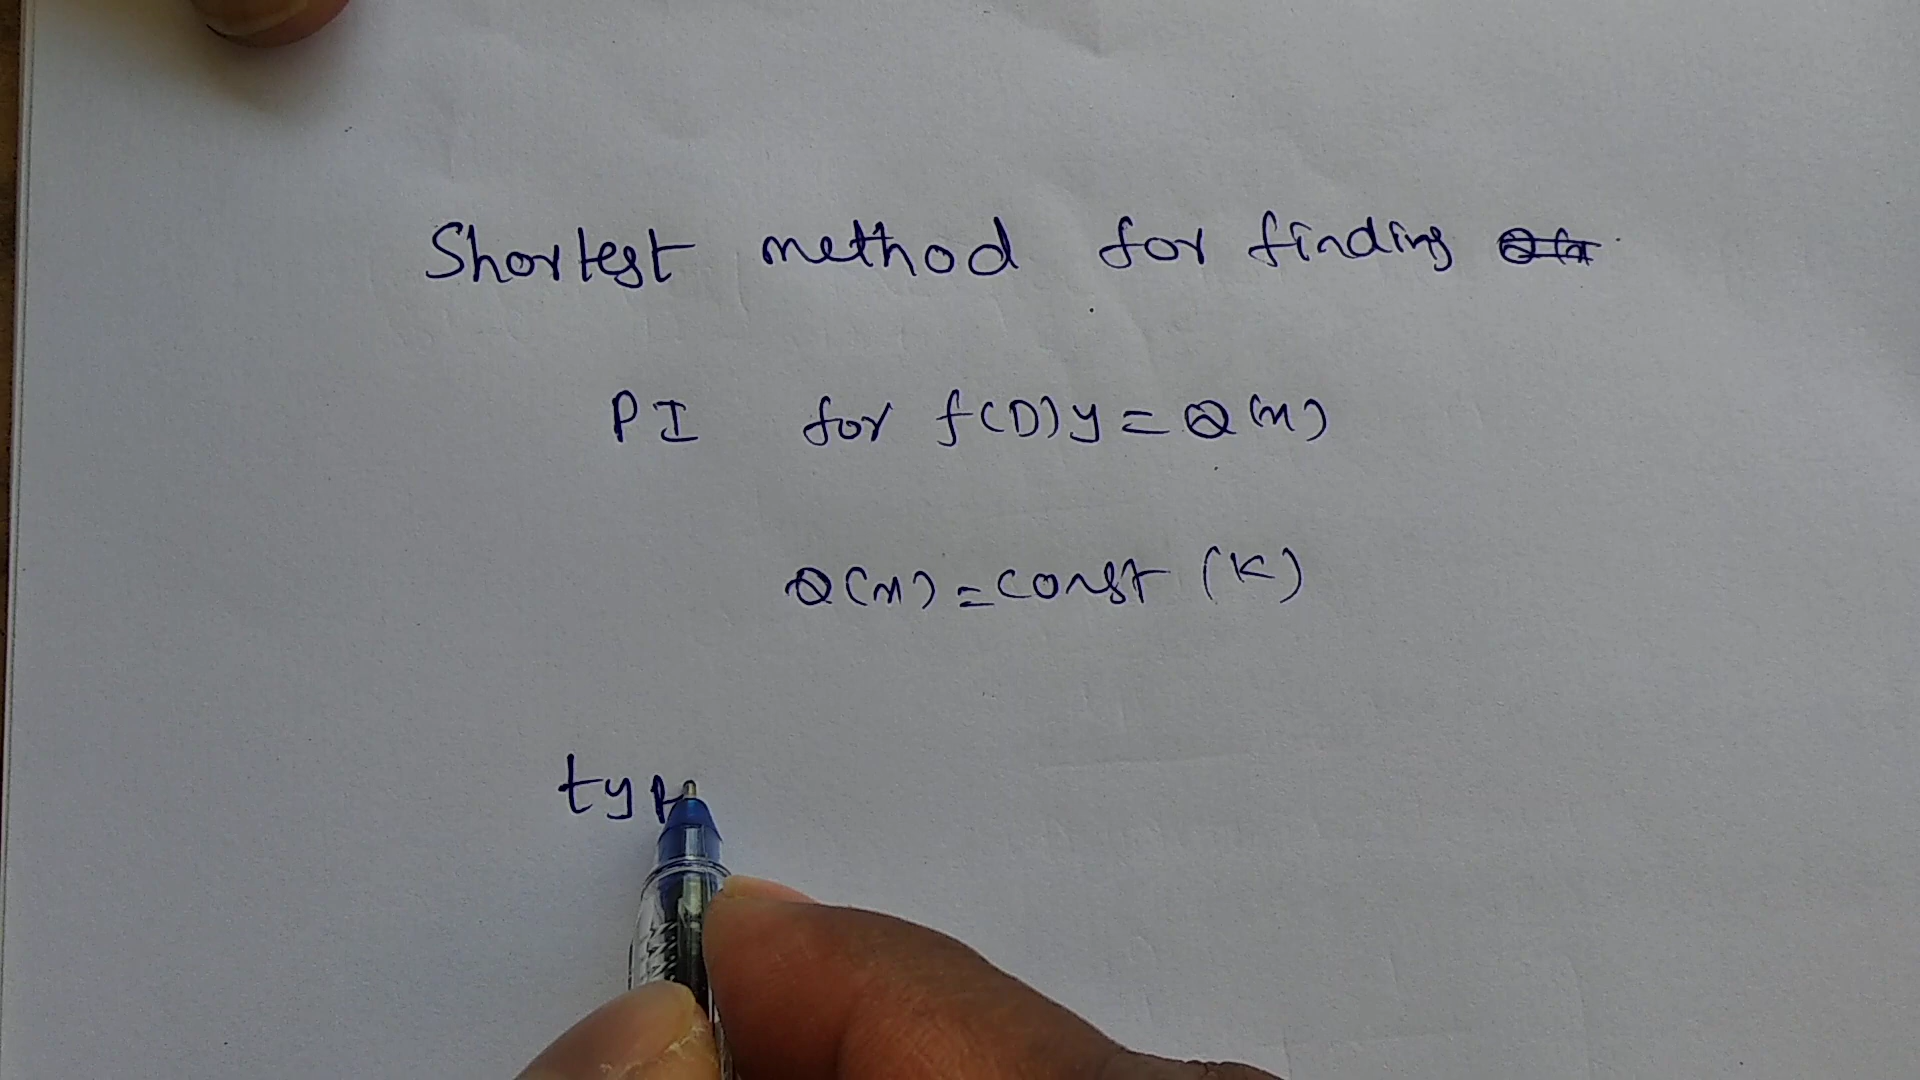 Shortest method for finding
PI for f(D)y = Q(x)
Q(x) = const (K)
typ